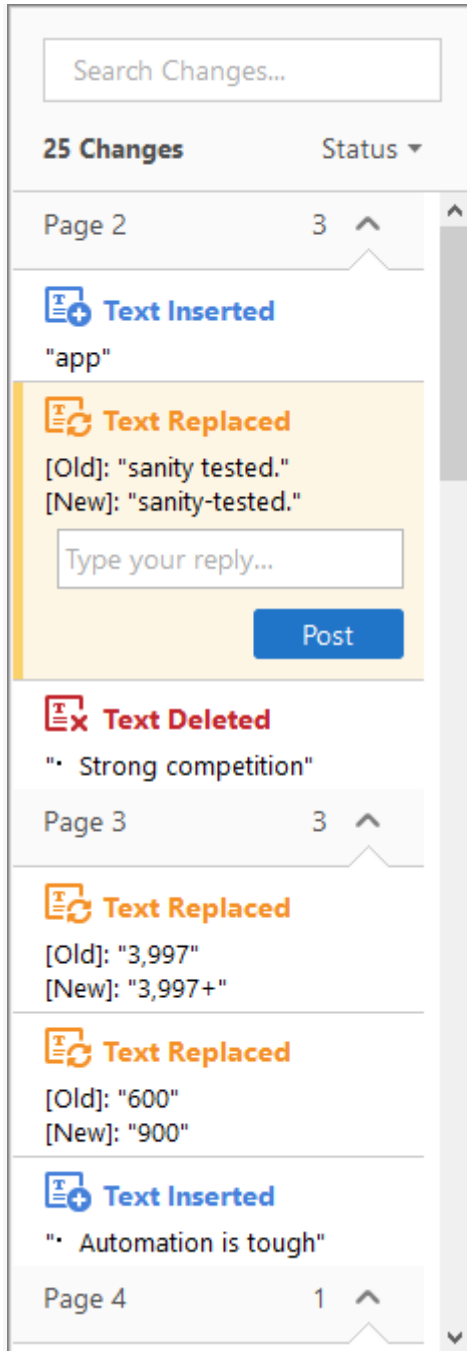 Search Changes...
25 Changes Status
Page 2 3
Text Inserted
"app"
Text Replaced
[Old]: "sanity tested."
[New]: "sanity-tested."
Type your reply...
Post
Text Deleted
"· Strong competition"
Page 3 3
Text Replaced
[Old]: "3,997"
[New]: "3,997+"
Text Replaced
[Old]: "600"
[New]: "900"
Text Inserted
"· Automation is tough"
Page 4 1